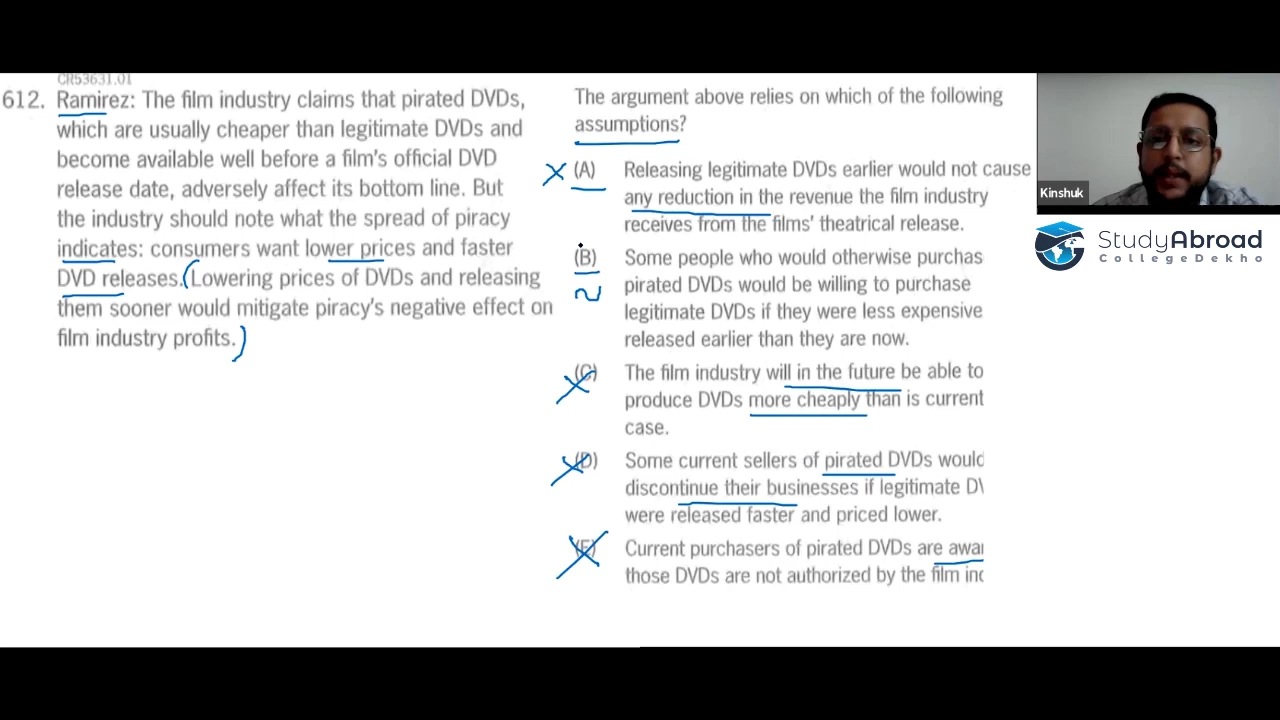 CR53631.01
612. Ramirez: The film industry claims that pirated DVDs,
which are usually cheaper than legitimate DVDs and
become available well before a film's official DVD
release date, adversely affect its bottom line. But
the industry should note what the spread of piracy
indicates: consumers want lower prices and faster
DVD releases. Lowering prices of DVDs and releasing
them sooner would mitigate piracy's negative effect on
film industry profits.
The argument above relies on which of the following
assumptions?
(A) Releasing legitimate DVDs earlier would not cause
any reduction in the revenue the film industry
receives from the films' theatrical release.
(B) Some people who would otherwise purchas
pirated DVDs would be willing to purchase
legitimate DVDs if they were less expensive
released earlier than they are now.
(C) The film industry will in the future be able to
produce DVDs more cheaply than is current
case.
(D) Some current sellers of pirated DVDs would
discontinue their businesses if legitimate D
were released faster and priced lower.
(E) Current purchasers of pirated DVDs are awar
those DVDs are not authorized by the film ind
Kinshuk
StudyAbroad
CollegeDekho